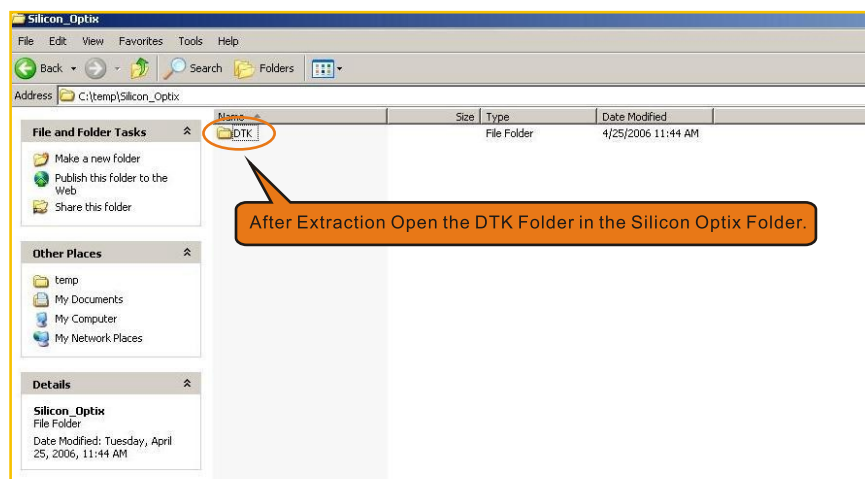 Silicon_Optix
File Edit View Favorites Tools Help
Back Search Folders
Address C:\temp\Silicon_Optix
Name Size Type Date Modified
DTK File Folder 4/25/2006 11:44 AM
After Extraction Open the DTK Folder in the Silicon Optix Folder.
File and Folder Tasks
Make a new folder
Publish this folder to the
Web
Share this folder
Other Places
temp
My Documents
My Computer
My Network Places
Details
Silicon_Optix
File Folder
Date Modified: Tuesday, April
25, 2006, 11:44 AM